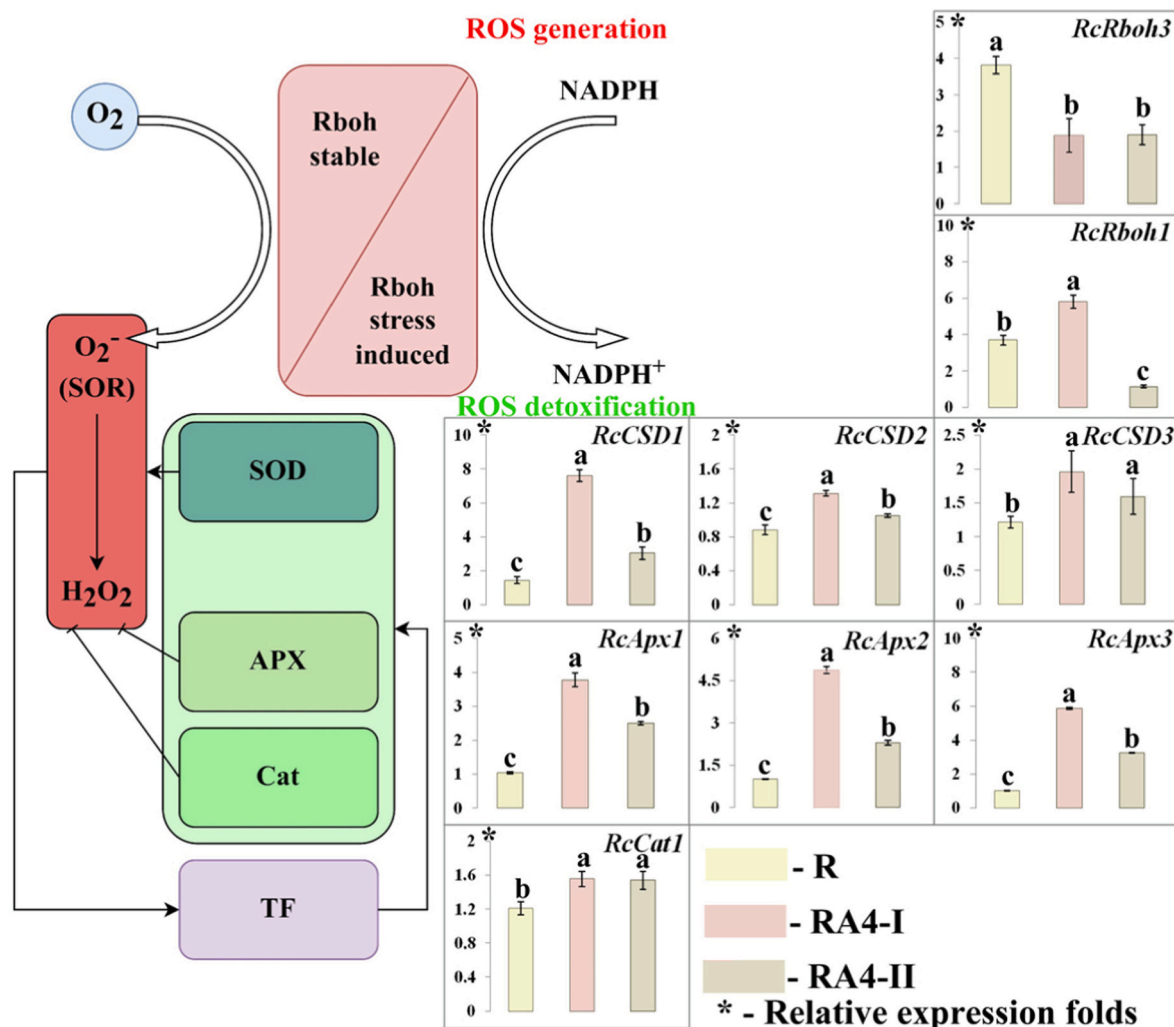 ROS generation
O2
Rboh
stable
Rboh
stress
induced
NADPH
NADPH+
O2-
(SOR)
H2O2
SOD
APX
Cat
TF
5
*
RcRboh3
4
3
2
1
0
a
b
b
10
*
RcRboh1
8
6
4
2
0
b
a
c
ROS detoxification
10
*
RcCSD1
8
6
4
2
0
c
a
b
2
*
RcCSD2
1.6
1.2
0.8
0.4
0
c
a
b
2.5
*
RcCSD3
2
1.5
1
0.5
0
b
a
a
5
*
RcApx1
4
3
2
1
0
c
a
b
6
*
RcApx2
4.5
3
1.5
0
c
a
b
10
*
RcApx3
8
6
4
2
0
c
a
b
2
*
RcCat1
1.6
1.2
0.8
0.4
0
b
a
a
- R
- RA4-I
- RA4-II
* - Relative expression folds